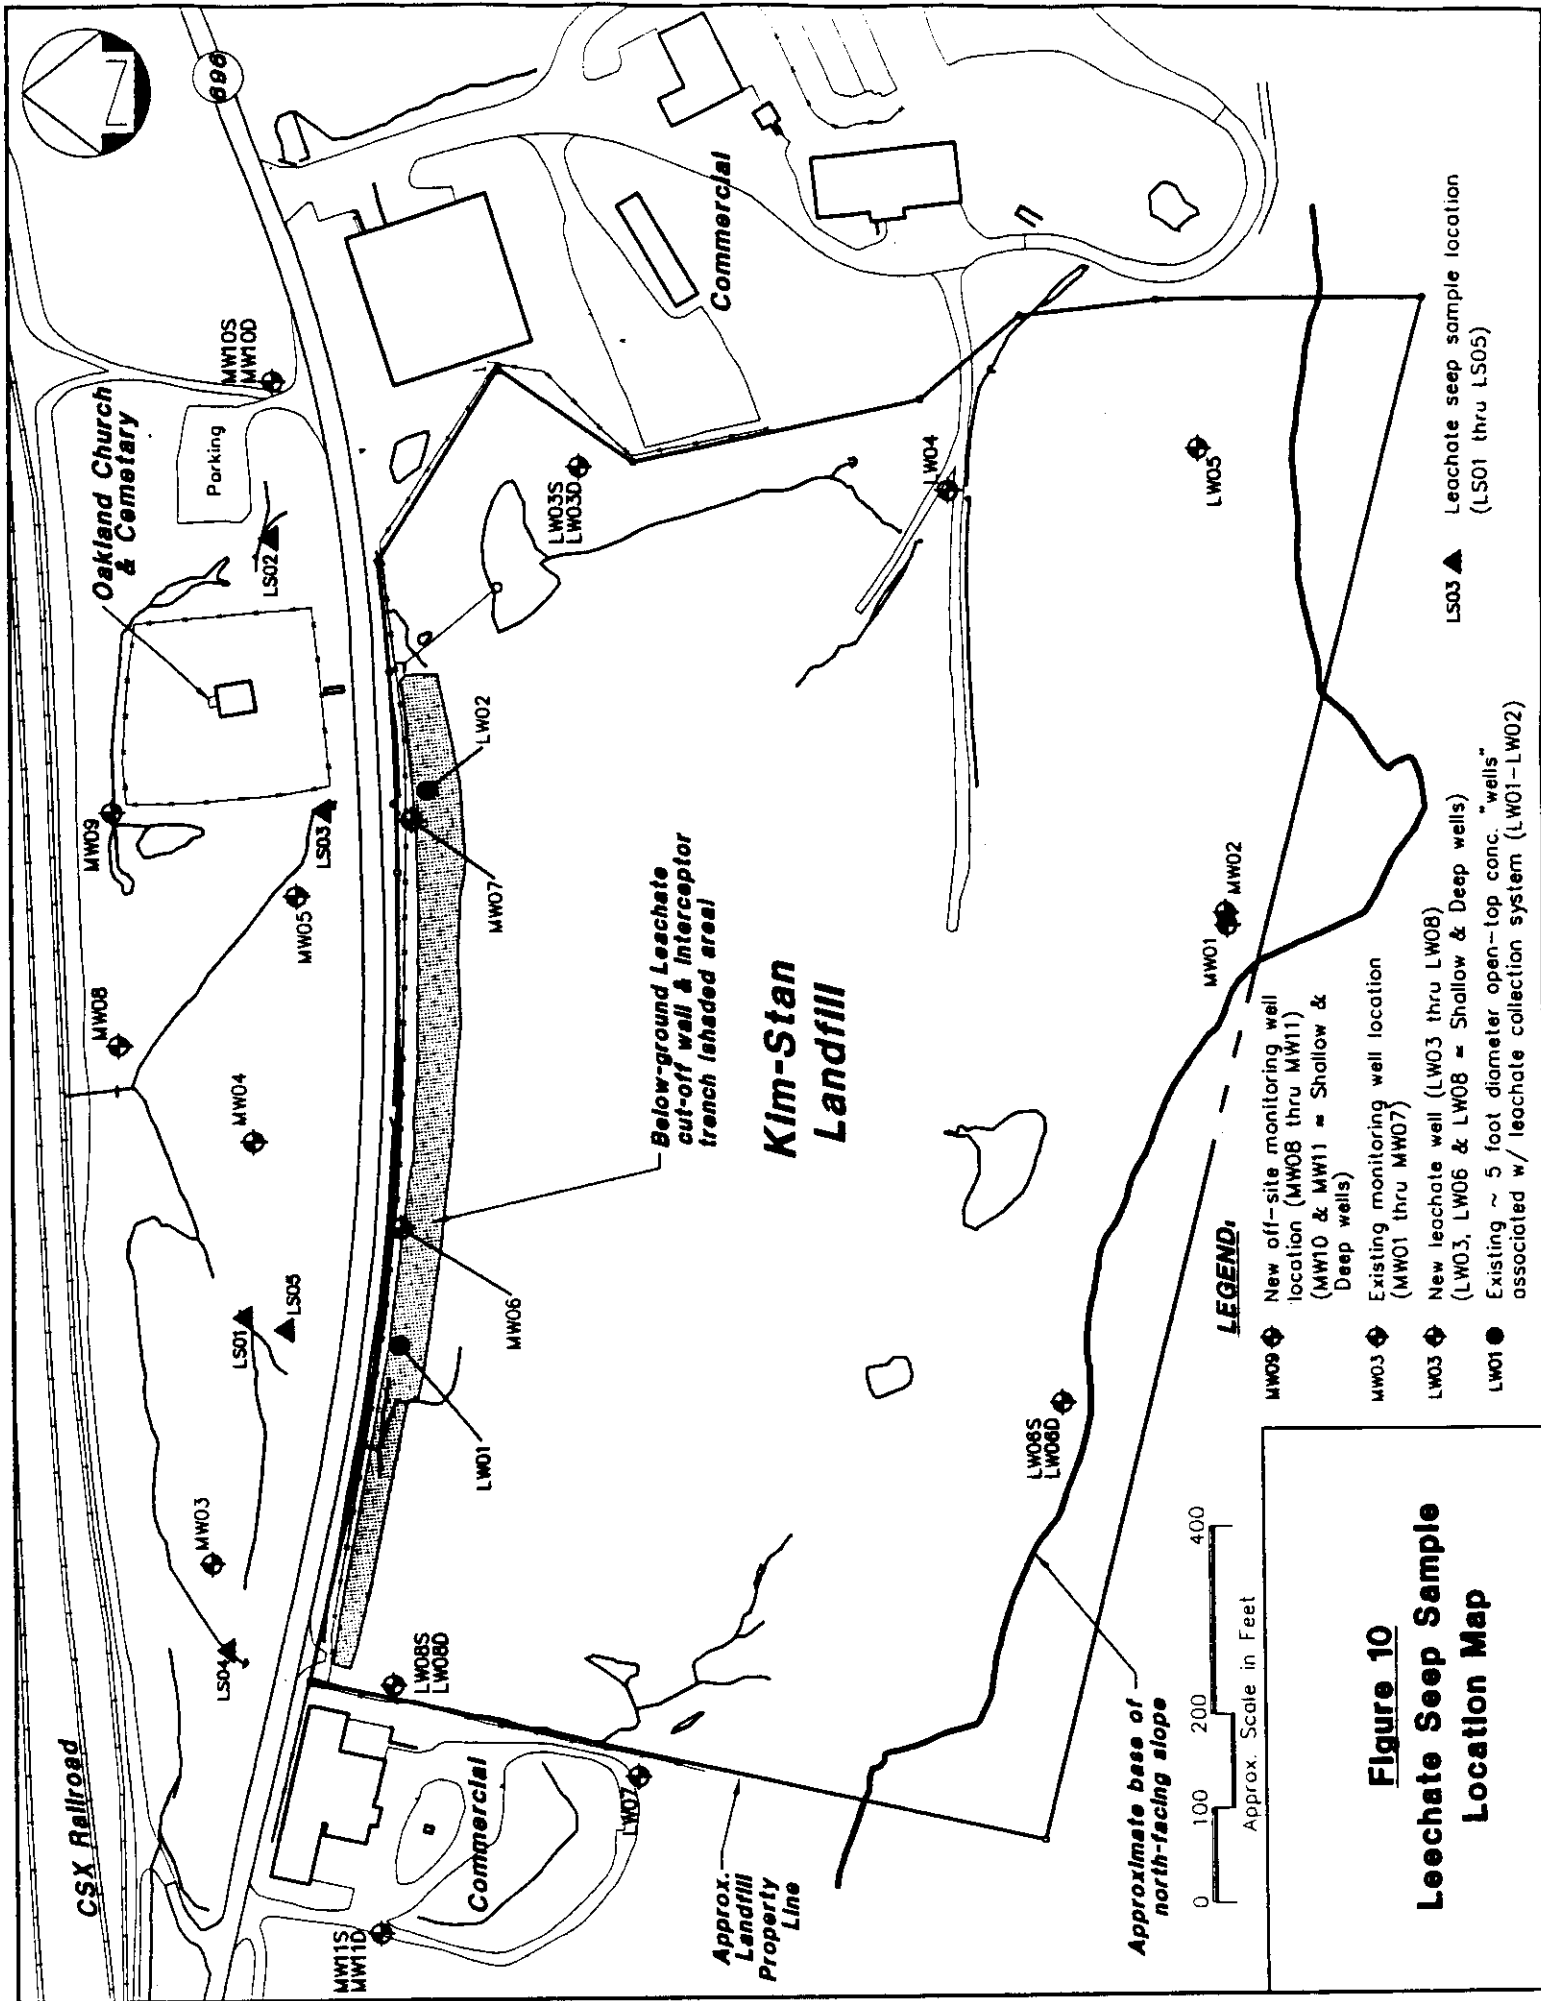 CSX Railroad
Oakland Church
& Cemetary
Parking
696
N
MW10S
MW10D
MW09
MW08
LS02
LS03
MW05
MW04
LS01
LS05
MW03
LS04
MW11S
MW11D
Commercial
LW08S
LW08D
LW07
LW01
MW06
MW07
LW02
LW03S
LW03D
Commercial
LW04
LW05
Below-ground Leachate
cut-off wall & Interceptor
trench (shaded area)
Kim-Stan
Landfill
MW01
MW02
LW06S
LW06D
Approx.
Landfill
Property
Line
Approximate base of
north-facing slope
0 100 200 400
Approx. Scale in Feet
LEGEND:
MW09 New off-site monitoring well
location (MW08 thru MW11)
(MW10 & MW11 = Shallow &
Deep wells)
MW03 Existing monitoring well location
(MW01 thru MW07)
LW03 New leachate well (LW03 thru LW08)
(LW03, LW06 & LW08 = Shallow & Deep wells)
LW01 Existing ~ 5 foot diameter open-top conc. "wells"
associated w/ leachate collection system (LW01-LW02)
LS03 Leachate seep sample location
(LS01 thru LS05)
Figure 10
Leechate Seep Sample
Location Map